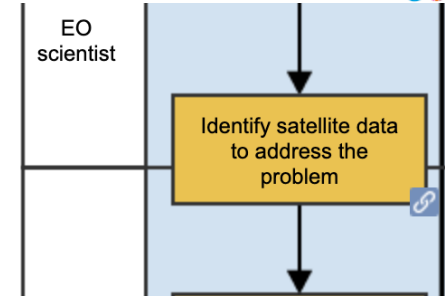 EO
scientist
Identify satellite data
to address the
problem